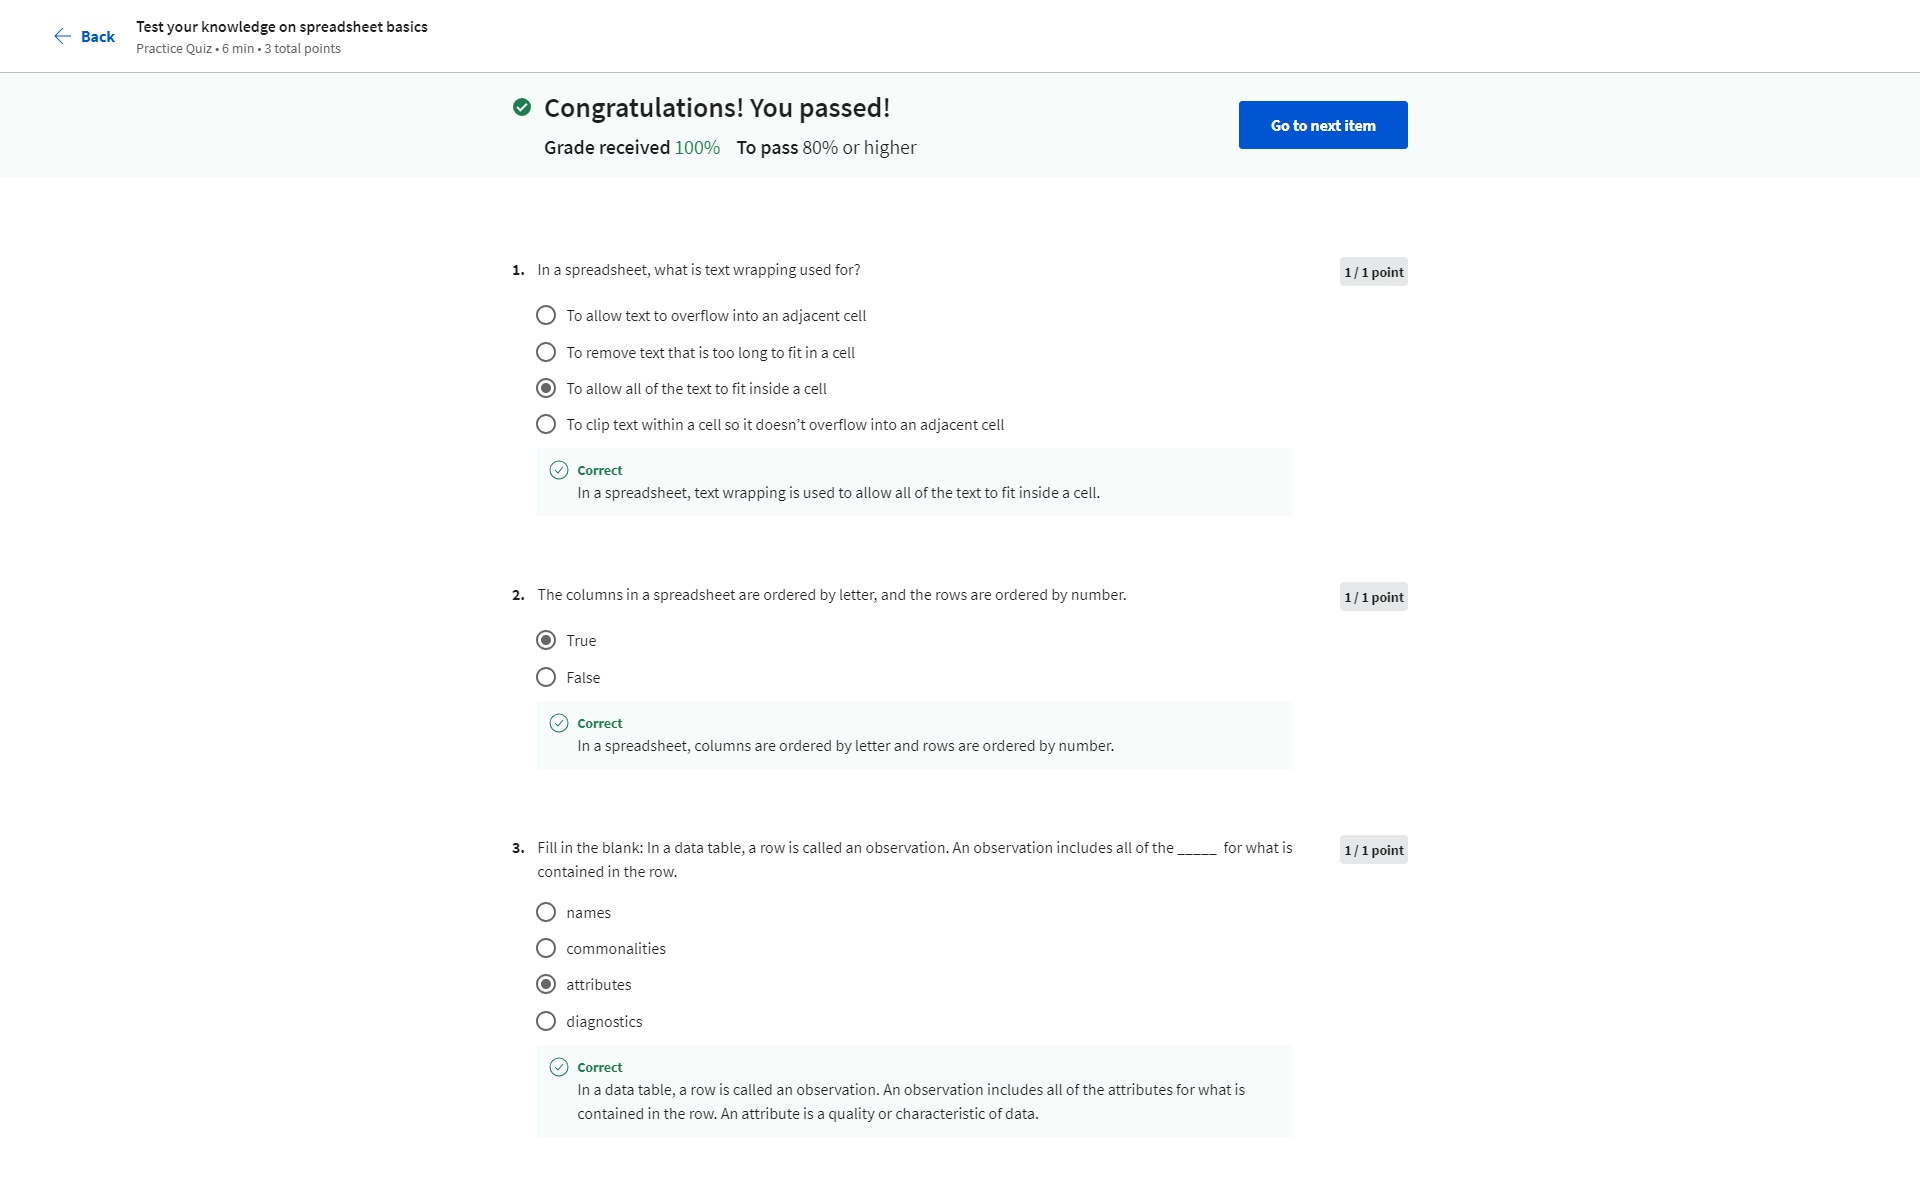 Back
Test your knowledge on spreadsheet basics
Practice Quiz • 6 min • 3 total points
Congratulations! You passed!
Grade received 100% To pass 80% or higher
Go to next item
1. In a spreadsheet, what is text wrapping used for?
1 / 1 point
To allow text to overflow into an adjacent cell
To remove text that is too long to fit in a cell
To allow all of the text to fit inside a cell
To clip text within a cell so it doesn’t overflow into an adjacent cell
Correct
In a spreadsheet, text wrapping is used to allow all of the text to fit inside a cell.
2. The columns in a spreadsheet are ordered by letter, and the rows are ordered by number.
1 / 1 point
True
False
Correct
In a spreadsheet, columns are ordered by letter and rows are ordered by number.
3. Fill in the blank: In a data table, a row is called an observation. An observation includes all of the _____ for what is
contained in the row.
1 / 1 point
names
commonalities
attributes
diagnostics
Correct
In a data table, a row is called an observation. An observation includes all of the attributes for what is
contained in the row. An attribute is a quality or characteristic of data.